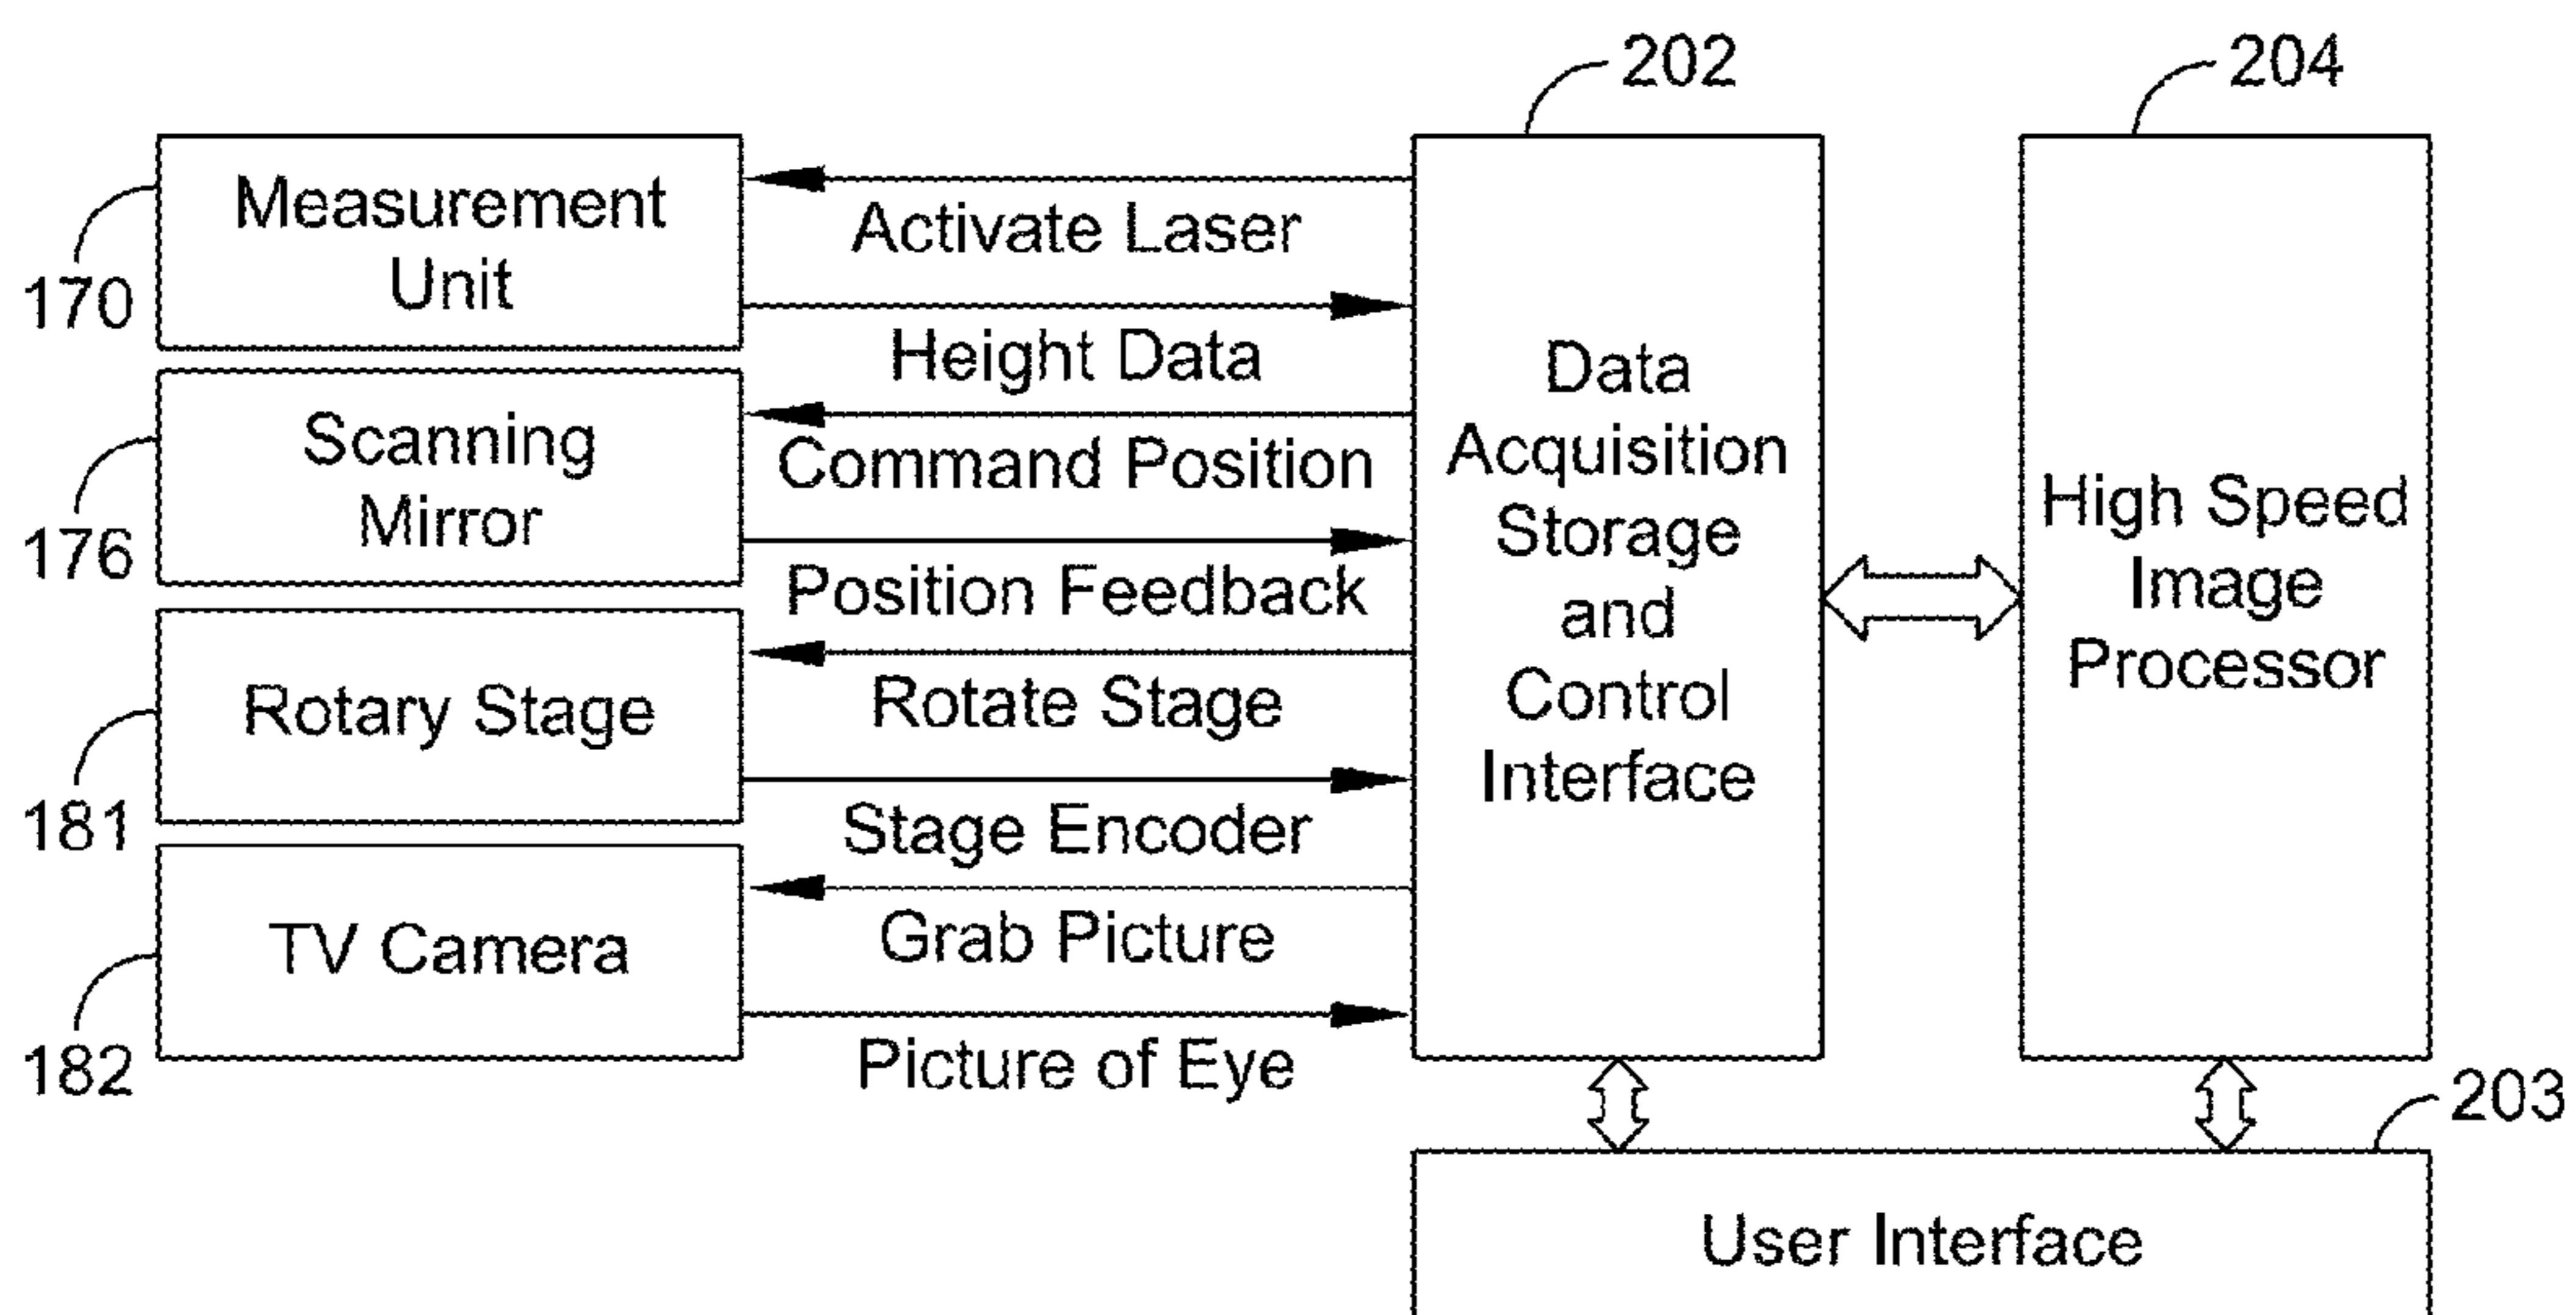 202
204
Measurement
Unit
170
Activate Laser
Height Data
Scanning
Mirror
176
Command Position
Position Feedback
Rotary Stage
181
Rotate Stage
Stage Encoder
TV Camera
182
Grab Picture
Picture of Eye
Data
Acquisition
Storage
and
Control
Interface
High Speed
Image
Processor
203
User Interface